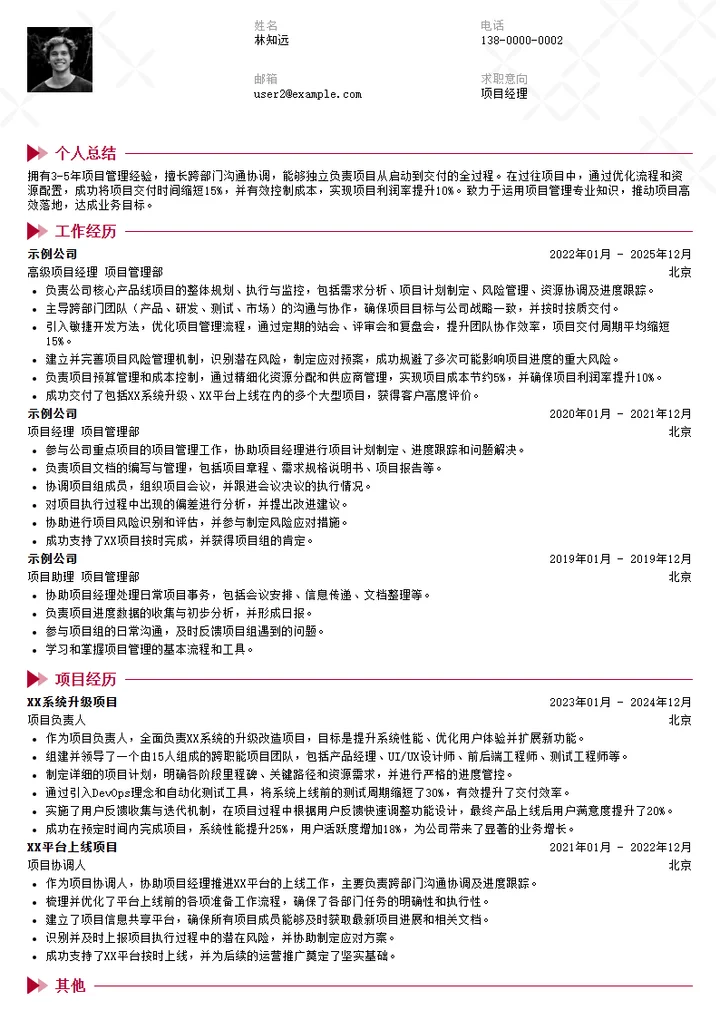 姓名
林知远
电话
138-0000-0002
邮箱
user2@example.com
求职意向
项目经理
个人总结
拥有3-5年项目管理经验，擅长跨部门沟通协调，能够独立负责项目从启动到交付的全过程。在过往项目中，通过优化流程和资
源配置，成功将项目交付时间缩短15%，并有效控制成本，实现项目利润率提升10%。致力于运用项目管理专业知识，推动项目高
效落地，达成业务目标。
工作经历
示例公司 2022年01月 - 2025年12月
高级项目经理 项目管理部 北京
• 负责公司核心产品线项目的整体规划、执行与监控，包括需求分析、项目计划制定、风险管理、资源协调及进度跟踪。
• 主导跨部门团队（产品、研发、测试、市场）的沟通与协作，确保项目目标与公司战略一致，并按时按质交付。
• 引入敏捷开发方法，优化项目管理流程，通过定期的站会、评审会和复盘会，提升团队协作效率，项目交付周期平均缩短
15%。
• 建立并完善项目风险管理机制，识别潜在风险，制定应对预案，成功规避了多次可能影响项目进度的重大风险。
• 负责项目预算管理和成本控制，通过精细化资源分配和供应商管理，实现项目成本节约5%，并确保项目利润率提升10%。
• 成功交付了包括XX系统升级、XX平台上线在内的多个大型项目，获得客户高度评价。
示例公司 2020年01月 - 2021年12月
项目经理 项目管理部 北京
• 参与公司重点项目的项目管理工作，协助项目经理进行项目计划制定、进度跟踪和问题解决。
• 负责项目文档的编写与管理，包括项目章程、需求规格说明书、项目报告等。
• 协调项目组成员，组织项目会议，并跟进会议决议的执行情况。
• 对项目执行过程中出现的偏差进行分析，并提出改进建议。
• 协助进行项目风险识别和评估，并参与制定风险应对措施。
• 成功支持了XX项目按时完成，并获得项目组的肯定。
示例公司 2019年01月 - 2019年12月
项目助理 项目管理部 北京
• 协助项目经理处理日常项目事务，包括会议安排、信息传递、文档整理等。
• 负责项目进度数据的收集与初步分析，并形成日报。
• 参与项目组的日常沟通，及时反馈项目组遇到的问题。
• 学习和掌握项目管理的基本流程和工具。
项目经历
XX系统升级项目 2023年01月 - 2024年12月
项目负责人 北京
• 作为项目负责人，全面负责XX系统的升级改造项目，目标是提升系统性能、优化用户体验并扩展新功能。
• 组建并领导了一个由15人组成的跨职能项目团队，包括产品经理、UI/UX设计师、前后端工程师、测试工程师等。
• 制定详细的项目计划，明确各阶段里程碑、关键路径和资源需求，并进行严格的进度管控。
• 通过引入DevOps理念和自动化测试工具，将系统上线前的测试周期缩短了30%，有效提升了交付效率。
• 实施了用户反馈收集与迭代机制，在项目过程中根据用户反馈快速调整功能设计，最终产品上线后用户满意度提升了20%。
• 成功在预定时间内完成项目，系统性能提升25%，用户活跃度增加18%，为公司带来了显著的业务增长。
XX平台上线项目 2021年01月 - 2022年12月
项目协调人 北京
• 作为项目协调人，协助项目经理推进XX平台的上线工作，主要负责跨部门沟通协调及进度跟踪。
• 梳理并优化了平台上线前的各项准备工作流程，确保了各部门任务的明确性和执行性。
• 建立了项目信息共享平台，确保所有项目成员能够及时获取最新项目进展和相关文档。
• 识别并及时上报项目执行过程中的潜在风险，并协助制定应对方案。
• 成功支持了XX平台按时上线，并为后续的运营推广奠定了坚实基础。
其他